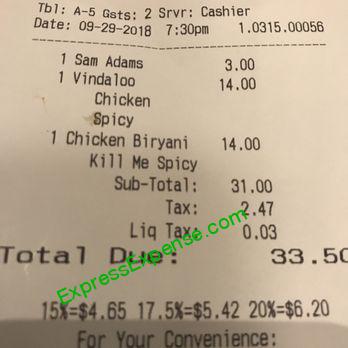 Tbl: A-5 Gsts: 2 Srvr: Cashier
Date: 09-29-2018 7:30pm 1.0315.00056
1 Sam Adams 3.00
1 Vindaloo 14.00
Chicken
Spicy
1 Chicken Biryani 14.00
Kill Me Spicy
Sub-Total: 31.00
Tax: 2.47
Liq Tax: 0.03
Total Due: 33.50
ExpressExpense.com
15%=$4.65 17.5%=$5.42 20%=$6.20
For Your Convenience: